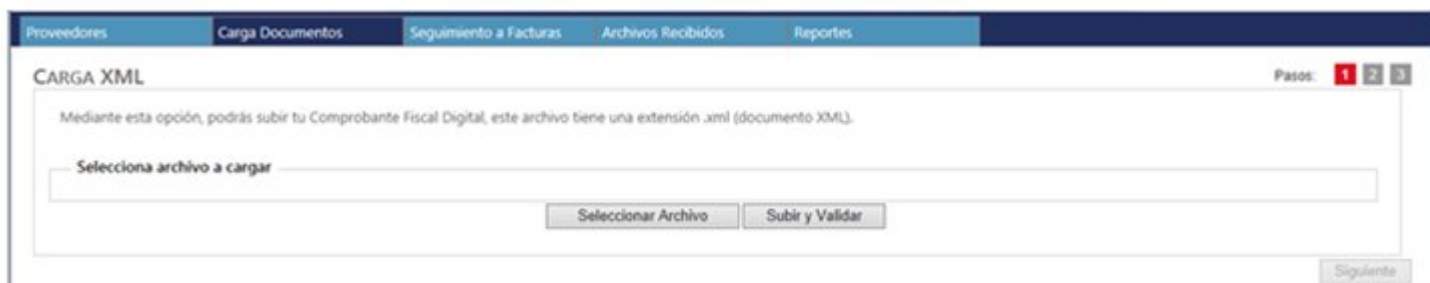 Proveedores Carga Documentos Seguimiento a Facturas Archivos Recibidos Reportes
CARGA XML Pasos: 1 2 3
Mediante esta opción, podrás subir tu Comprobante Fiscal Digital, este archivo tiene una extensión .xml (documento XML).
Selecciona archivo a cargar
Seleccionar Archivo Subir y Validar
Siguiente